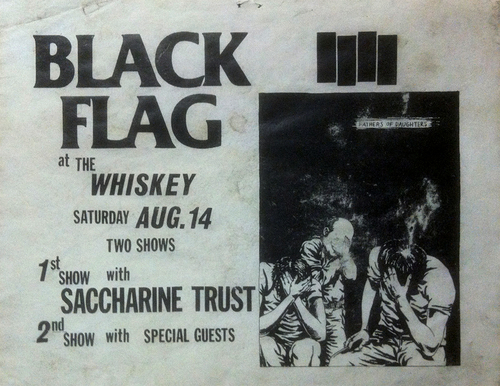 BLACK
FLAG
at THE
WHISKEY
SATURDAY AUG.14
TWO SHOWS
1st SHOW with
SACCHARINE TRUST
2nd SHOW with SPECIAL GUESTS
FATHERS OF DAUGHTERS